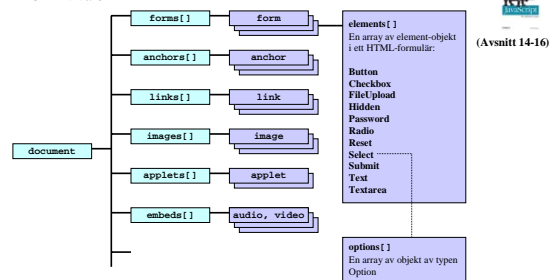 JavaScript
(Avsnitt 14-16)
forms[]
form
anchors[]
anchor
links[]
link
images[]
image
document
applets[]
applet
embeds[]
audio, video
elements[]
En array av element-objekt
i ett HTML-formulär:
Button
Checkbox
FileUpload
Hidden
Password
Radio
Reset
Select
Submit
Text
Textarea
options[]
En array av objekt av typen
Option